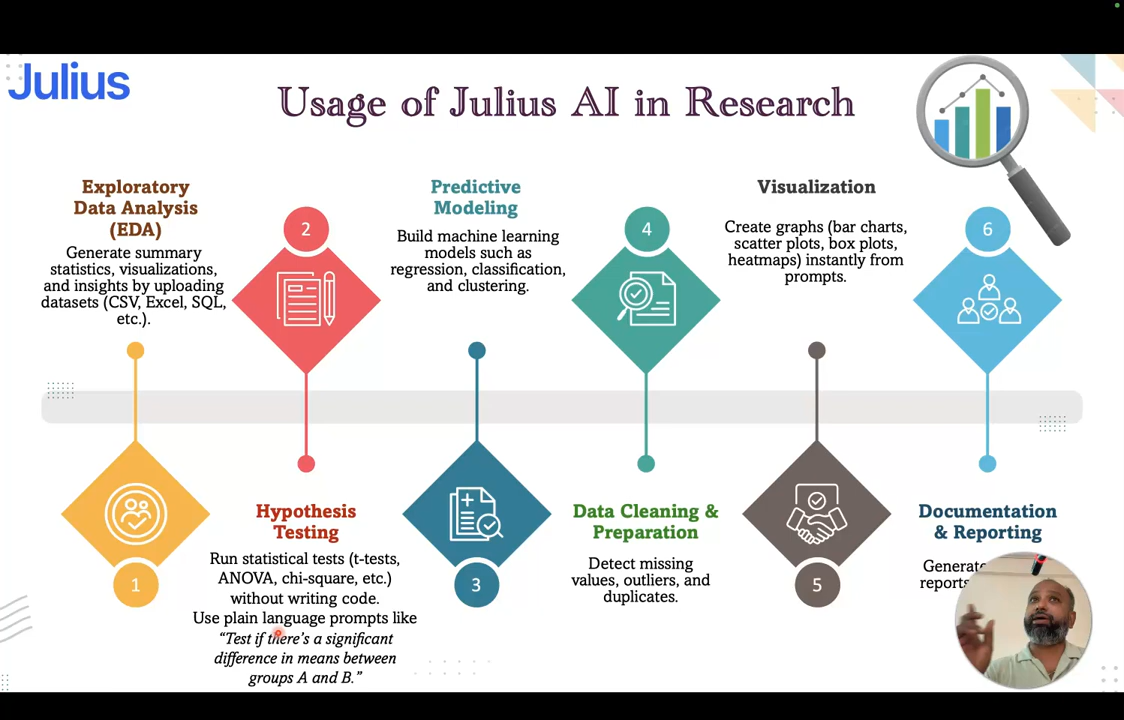 Julius
Usage of Julius AI in Research
Exploratory
Data Analysis
(EDA)
Generate summary
statistics, visualizations,
and insights by uploading
datasets (CSV, Excel, SQL,
etc.).
1
2
Hypothesis
Testing
Run statistical tests (t-tests,
ANOVA, chi-square, etc.)
without writing code.
Use plain language prompts like
“Test if there’s a significant
difference in means between
groups A and B.”
Predictive
Modeling
Build machine learning
models such as
regression, classification,
and clustering.
3
4
Data Cleaning &
Preparation
Detect missing
values, outliers, and
duplicates.
Visualization
Create graphs (bar charts,
scatter plots, box plots,
heatmaps) instantly from
prompts.
5
6
Documentation
& Reporting
Generate
reports